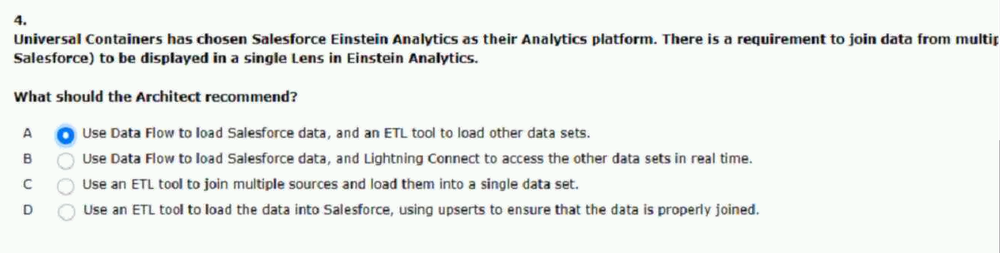 4.
Universal Containers has chosen Salesforce Einstein Analytics as their Analytics platform. There is a requirement to join data from
Salesforce) to be displayed in a single Lens in Einstein Analytics.
What should the Architect recommend?
A Use Data Flow to load Salesforce data, and an ETL tool to load other data sets.
B Use Data Flow to load Salesforce data, and Lightning Connect to access the other data sets in real time.
C Use an ETL tool to join multiple sources and load them into a single data set.
D Use an ETL tool to load the data into Salesforce, using upserts to ensure that the data is properly joined.